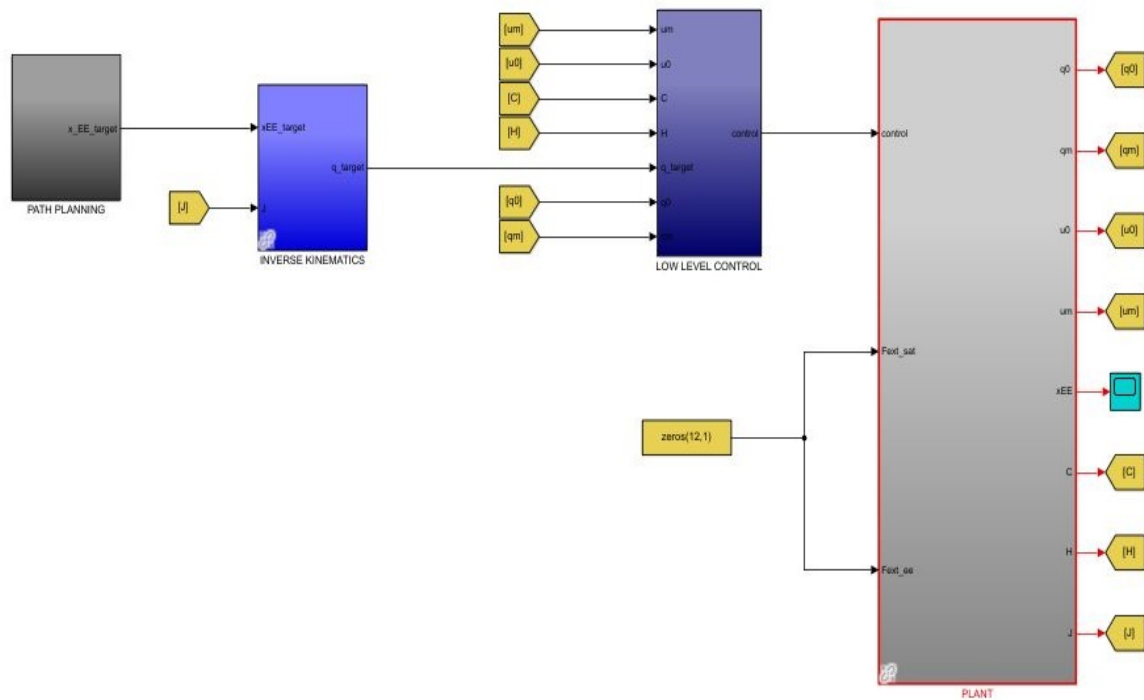 x_EE_target
PATH PLANNING
[J]
xEE_target
q_target
J
INVERSE KINEMATICS
[um]
[u0]
[C]
[H]
[q0]
[qm]
um
u0
C
H
q_target
q0
qm
control
LOW LEVEL CONTROL
zeros(12,1)
control
Fext_sat
Fext_ee
q0
qm
u0
um
xEE
C
H
J
PLANT
[q0]
[qm]
[u0]
[um]
[C]
[H]
[J]